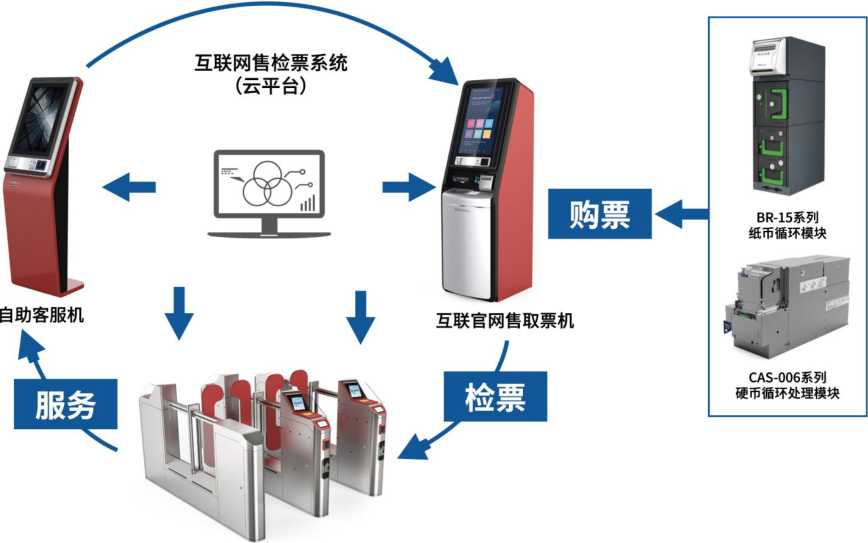 互联网售检票系统
（云平台）
购票
BR-15系列
纸币循环模块
自助客服机
互联官网售取票机
CAS-006系列
硬币循环处理模块
服务
检票